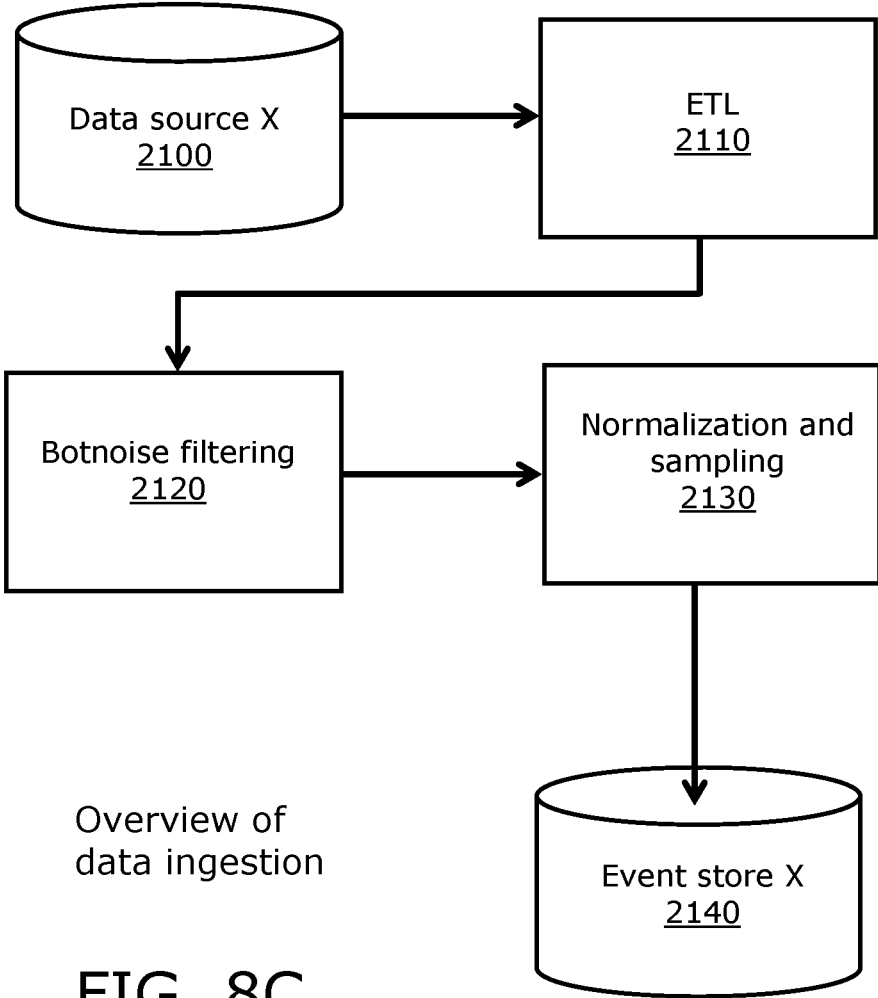 Data source X
2100
ETL
2110
Botnoise filtering
2120
Normalization and
sampling
2130
Overview of
data ingestion
Event store X
2140
FIG. 8C